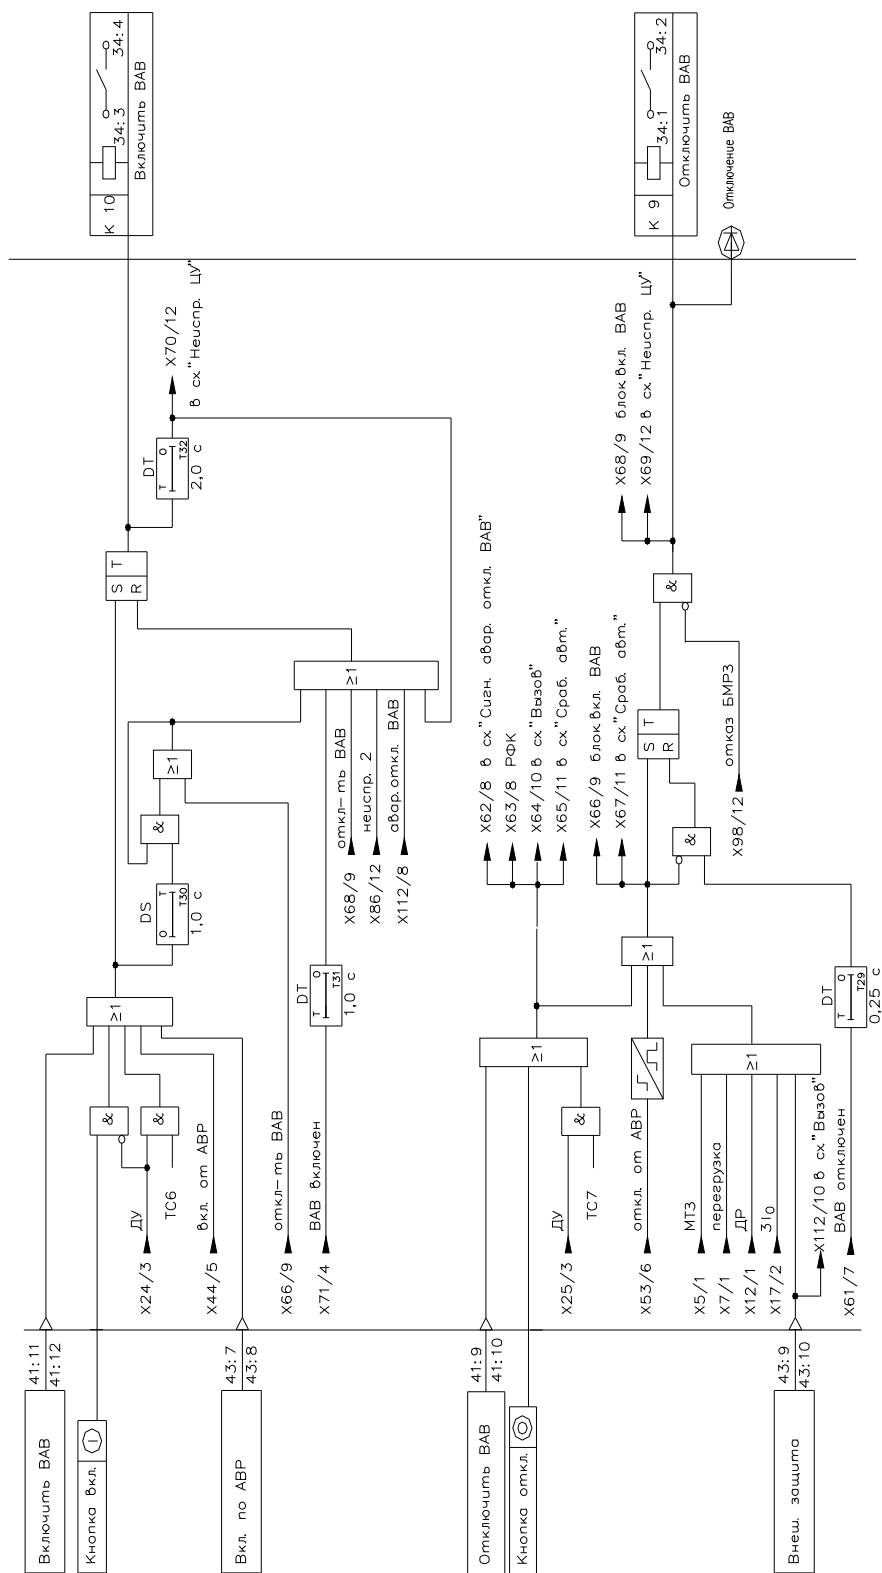 Включить ВАВ
41:11
41:12
Кнопка вкл.
Вкл. по АВР
43:7
43:8
X24/3
ДУ
ТС6
X44/5
вкл. от АВР
X66/9
откл-ть ВАВ
X71/4
ВАВ включен
&
&
≥1
DS
O T
T30
1,0 с
&
≥1
DT
T O
T31
1,0 с
X68/9
откл-ть ВАВ
X86/12
неиспр. 2
X112/8
авар.откл. ВАВ
≥1
S T
R
DT
T O
T32
2,0 с
X70/12
в сх."Неиспр. ЦУ"
К 10
34:3
34:4
Включить ВАВ
Отключить ВАВ
41:9
41:10
Кнопка откл.
Внеш. защита
43:9
43:10
X25/3
ДУ
ТС7
X53/6
откл. от АВР
X5/1
МТЗ
X7/1
перегрузка
X12/1
ДР
X17/2
3I0
X112/10 в сх."Вызов"
X61/7
ВАВ отключен
&
≥1
≥1
DT
T O
T29
0,25 с
≥1
X62/8 в сх."Сигн. авар. откл. ВАВ"
X63/8 РФК
X64/10 в сх."Вызов"
X65/11 в сх."Сраб. авт."
X66/9 блок.вкл. ВАВ
X67/11 в сх."Сраб. авт."
&
S T
R
X98/12
отказ БМРЗ
&
X68/9 блок.вкл. ВАВ
X69/12 в сх."Неиспр. ЦУ"
К 9
34:1
34:2
Отключить ВАВ
Отключение ВАВ